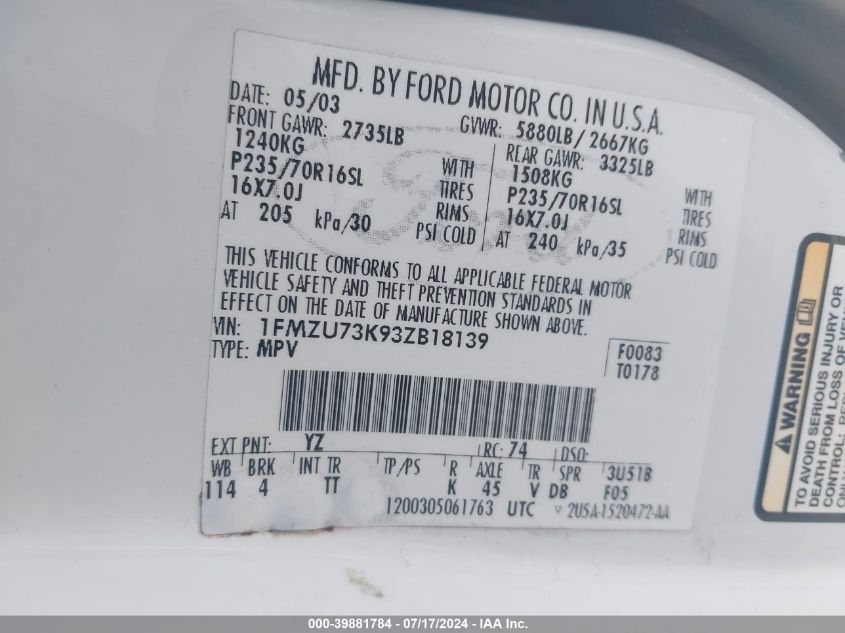 MFD. BY FORD MOTOR CO. IN U.S.A.
DATE: 05/03 GVWR: 5880LB/2667KG
FRONT GAWR: 2735LB REAR GAWR: 3325LB
1240KG WITH 1508KG WITH
P235/70R16SL TIRES P235/70R16SL TIRES
16X7.0J RIMS 16X7.0J RIMS
AT 205 kPa/30 PSI COLD AT 240 kPa/35 PSI COLD
Ford
THIS VEHICLE CONFORMS TO ALL APPLICABLE FEDERAL MOTOR
VEHICLE SAFETY AND THEFT PREVENTION STANDARDS IN
EFFECT ON THE DATE OF MANUFACTURE SHOWN ABOVE.
VIN: 1FMZU73K93ZB18139
TYPE: MPV
F0083
T0178
EXT PNT: YZ RC: 74 DSO:
WB BRK INT TR TP/PS R AXLE TR SPR 3U51B
114 4 TT K 45 V DB F05
1200305061763 UTC 2U5A-1520472-AA
WARNING
TO AVOID SERIOUS INJURY OR
DEATH FROM LOSS OF
CONTROL:
ONLY
000-39881784 - 07/17/2024 - IAAI.com